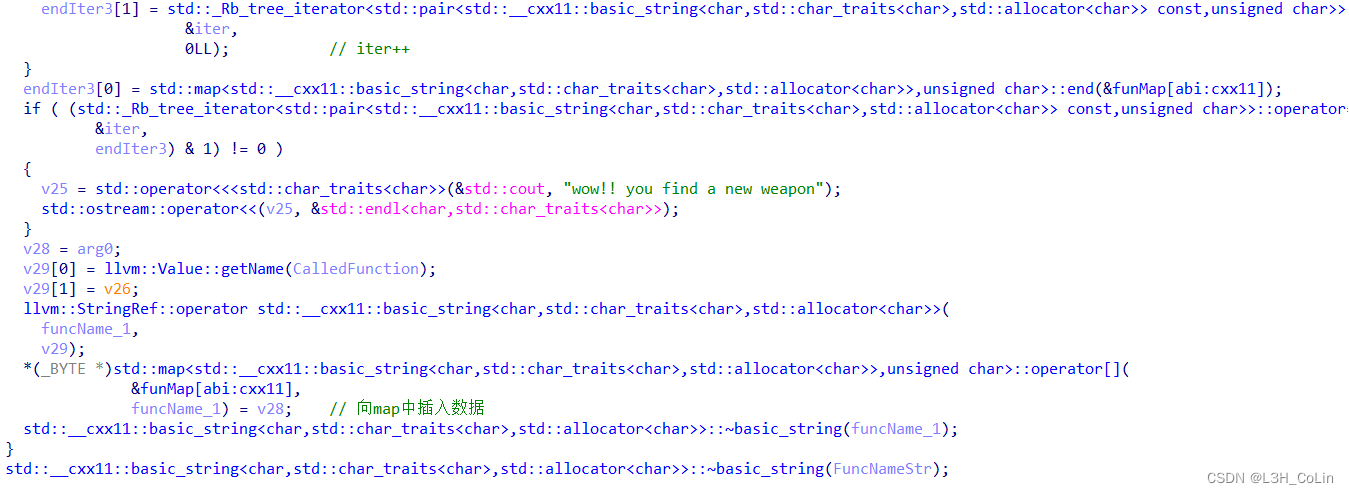 endIter3[1] = std::_Rb_tree_iterator<std::pair<std::__cxx11::basic_string<char,std::char_traits<char>,std::allocator<char>> const,unsigned char>>
&iter,
0LL); // iter++
}
endIter3[0] = std::map<std::__cxx11::basic_string<char,std::char_traits<char>,std::allocator<char>>,unsigned char>::end(&funMap[abi:cxx11]);
if ( (std::_Rb_tree_iterator<std::pair<std::__cxx11::basic_string<char,std::char_traits<char>,std::allocator<char>> const,unsigned char>>::operator=
&iter,
endIter3) & 1) != 0 )
{
v25 = std::operator<<<std::char_traits<char>>(&std::cout, "wow!! you find a new weapon");
std::ostream::operator<<(v25, &std::endl<char,std::char_traits<char>>);
}
v28 = arg0;
v29[0] = llvm::Value::getName(CalledFunction);
v29[1] = v26;
llvm::StringRef::operator std::__cxx11::basic_string<char,std::char_traits<char>,std::allocator<char>>(
funcName_1,
v29);
*(_BYTE *)std::map<std::__cxx11::basic_string<char,std::char_traits<char>,std::allocator<char>>,unsigned char>::operator[](
&funMap[abi:cxx11],
funcName_1) = v28; // 向map中插入数据
std::__cxx11::basic_string<char,std::char_traits<char>,std::allocator<char>>::~basic_string(funcName_1);
}
std::__cxx11::basic_string<char,std::char_traits<char>,std::allocator<char>>::~basic_string(FuncNameStr);
CSDN @L3H_CoLin